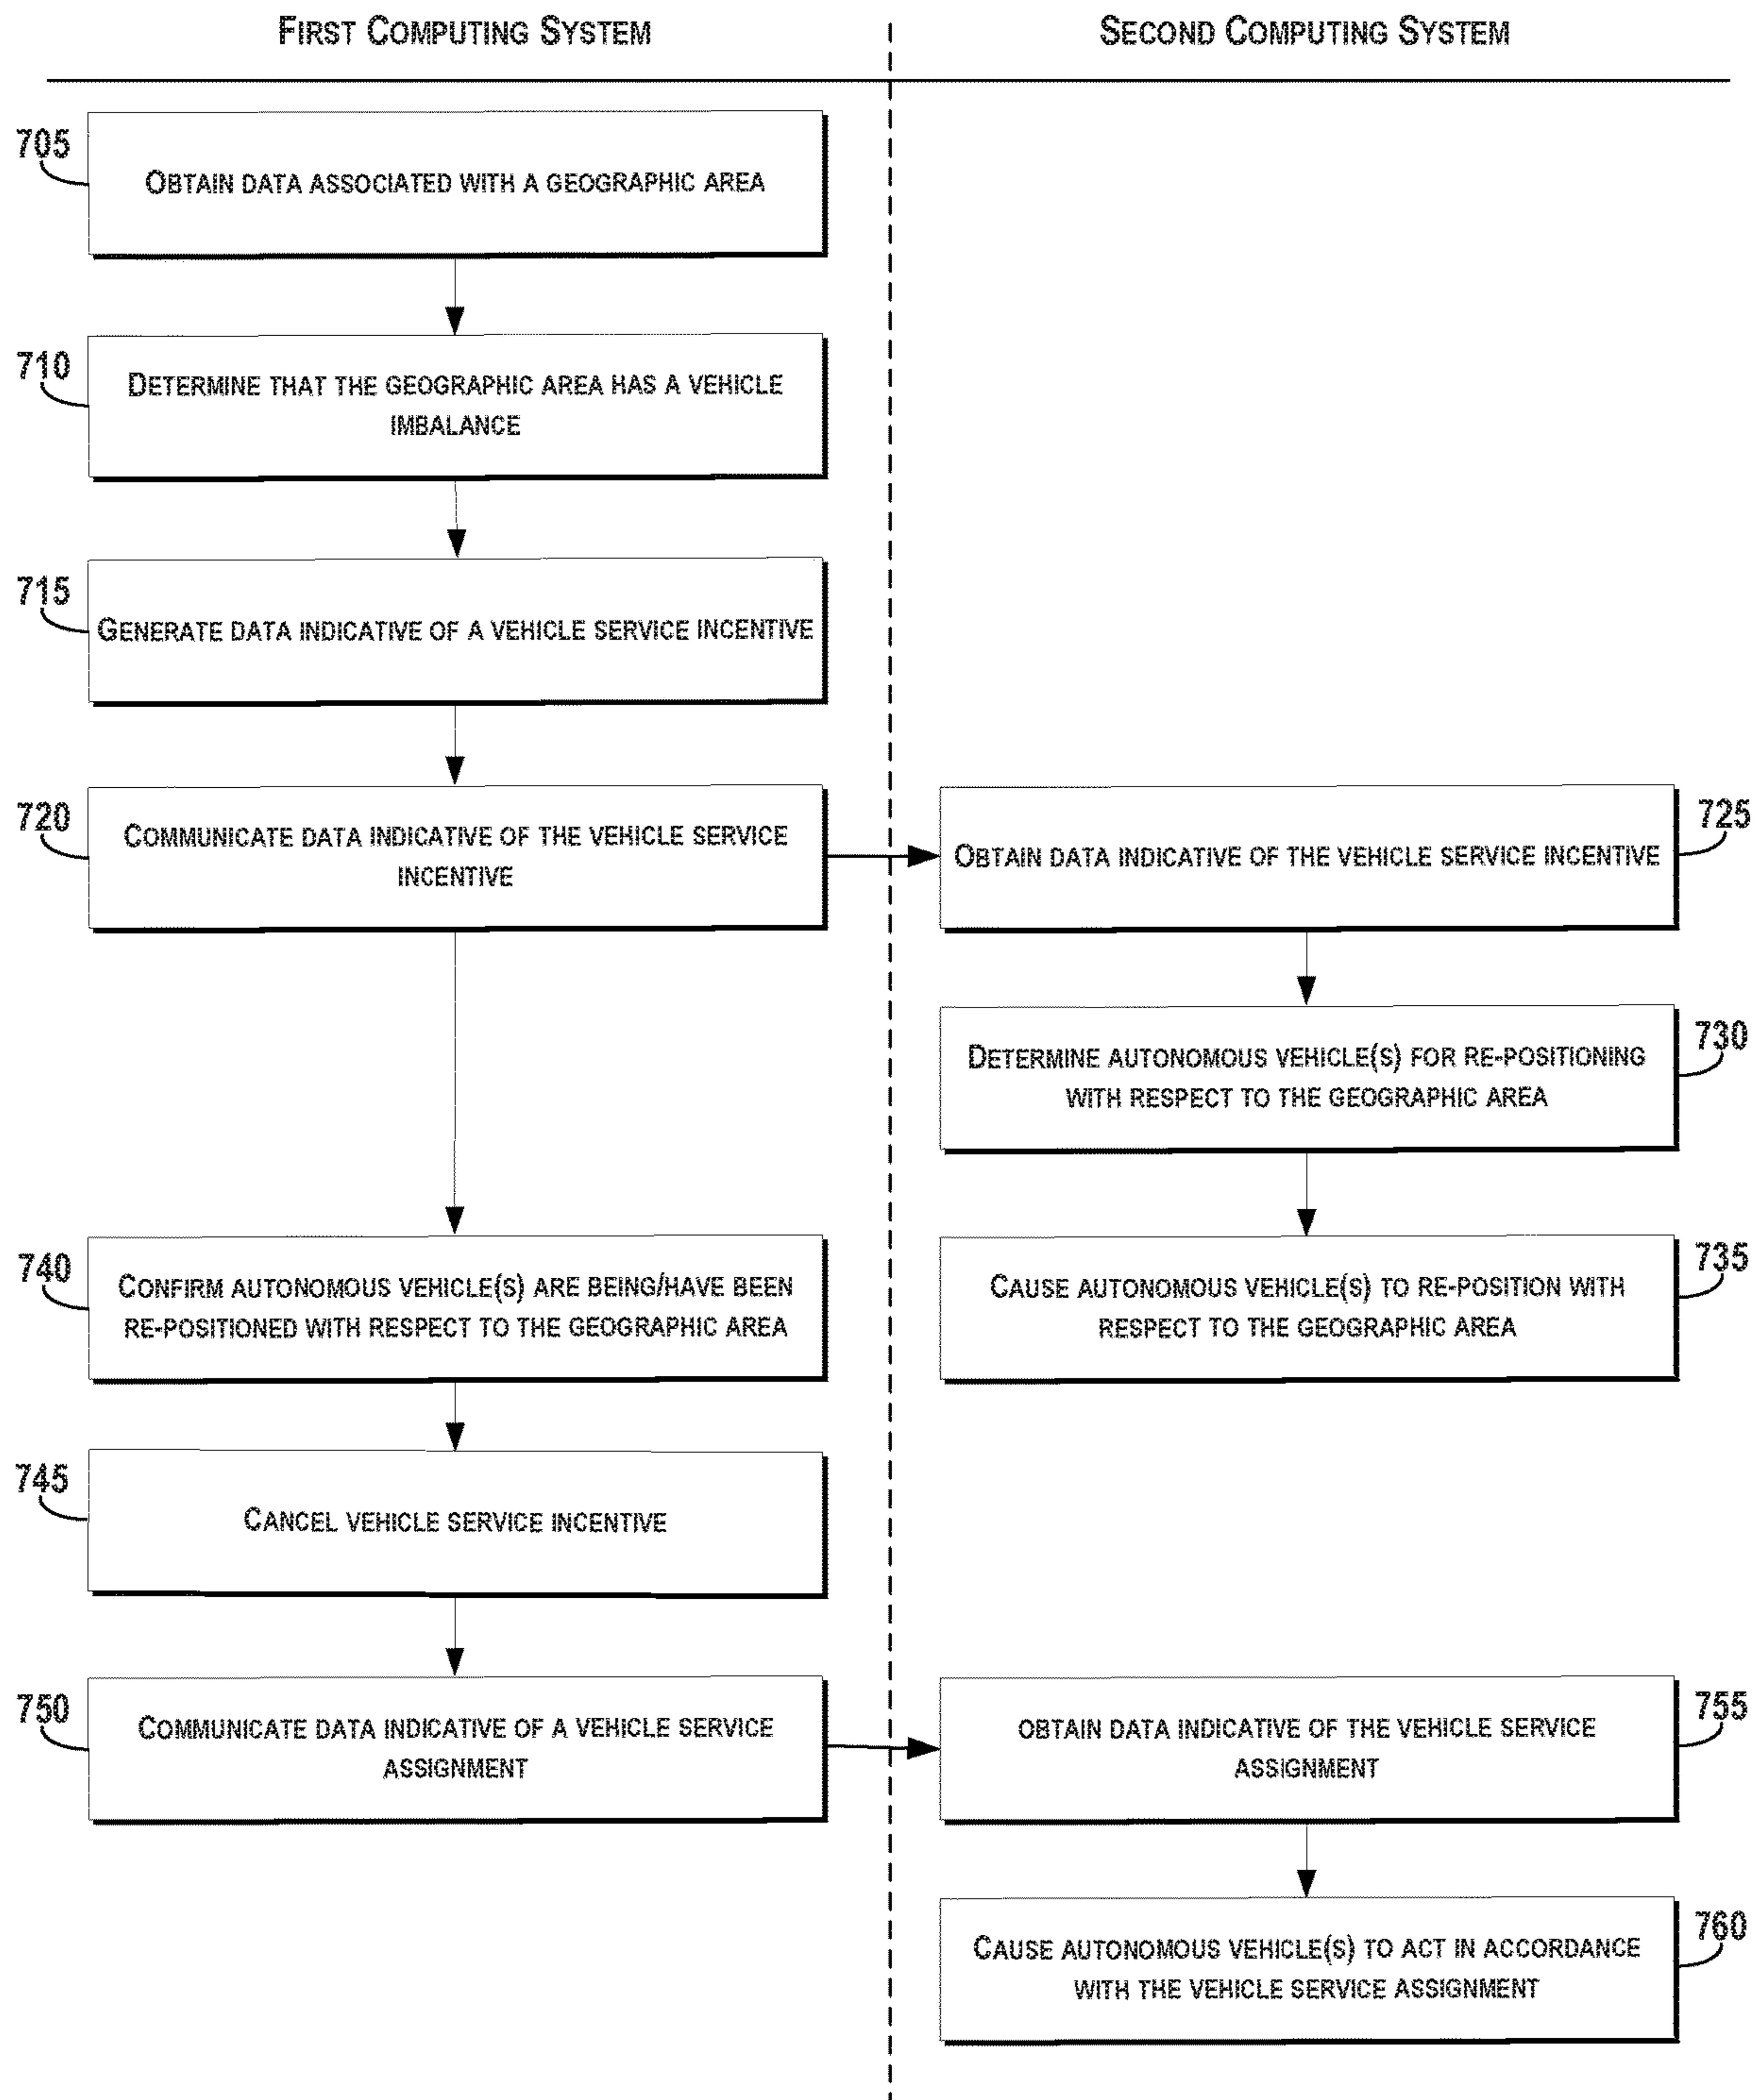 FIRST COMPUTING SYSTEM
SECOND COMPUTING SYSTEM
705
OBTAIN DATA ASSOCIATED WITH A GEOGRAPHIC AREA
710
DETERMINE THAT THE GEOGRAPHIC AREA HAS A VEHICLE
IMBALANCE
715
GENERATE DATA INDICATIVE OF A VEHICLE SERVICE INCENTIVE
720
COMMUNICATE DATA INDICATIVE OF THE VEHICLE SERVICE
INCENTIVE
725
OBTAIN DATA INDICATIVE OF THE VEHICLE SERVICE INCENTIVE
730
DETERMINE AUTONOMOUS VEHICLE(S) FOR RE-POSITIONING
WITH RESPECT TO THE GEOGRAPHIC AREA
740
CONFIRM AUTONOMOUS VEHICLE(S) ARE BEING/HAVE BEEN
RE-POSITIONED WITH RESPECT TO THE GEOGRAPHIC AREA
735
CAUSE AUTONOMOUS VEHICLE(S) TO RE-POSITION WITH
RESPECT TO THE GEOGRAPHIC AREA
745
CANCEL VEHICLE SERVICE INCENTIVE
750
COMMUNICATE DATA INDICATIVE OF A VEHICLE SERVICE
ASSIGNMENT
755
OBTAIN DATA INDICATIVE OF THE VEHICLE SERVICE
ASSIGNMENT
760
CAUSE AUTONOMOUS VEHICLE(S) TO ACT IN ACCORDANCE
WITH THE VEHICLE SERVICE ASSIGNMENT